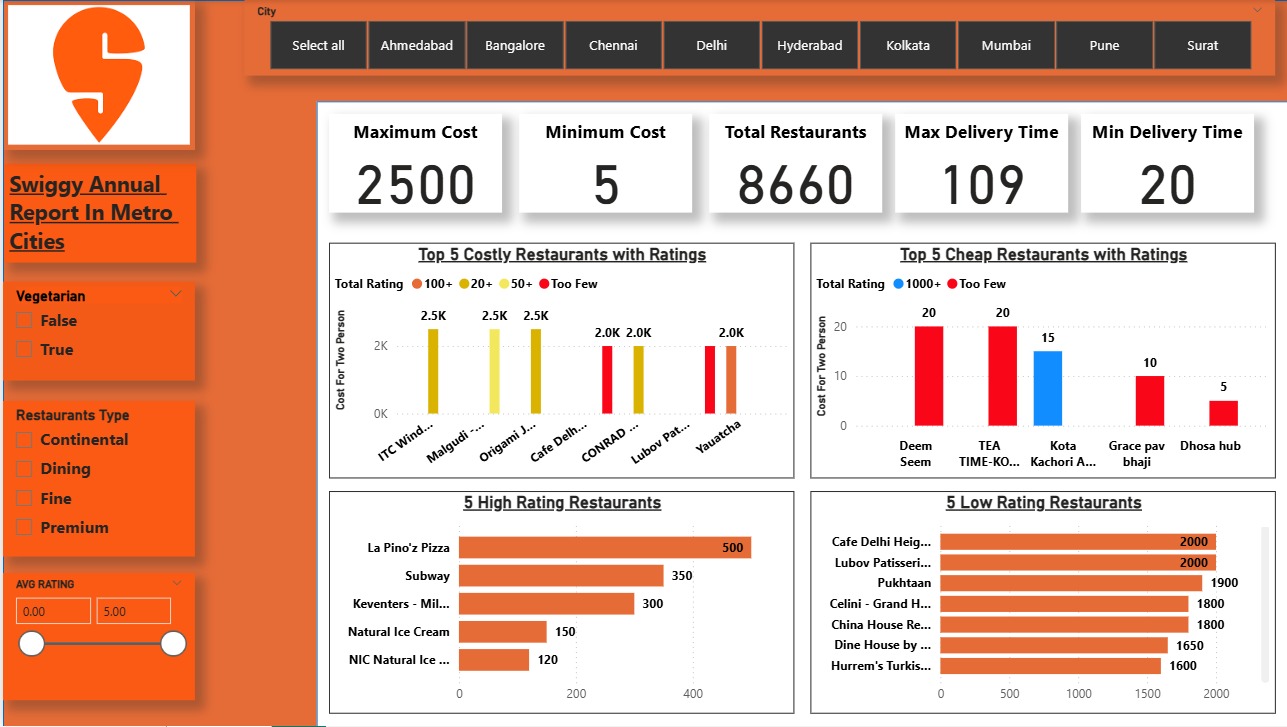 City
Select all
Ahmedabad
Bangalore
Chennai
Delhi
Hyderabad
Kolkata
Mumbai
Pune
Surat
Swiggy Annual
Report In Metro
Cities
Vegetarian
False
True
Restaurants Type
Continental
Dining
Fine
Premium
AVG RATING
0.00 5.00
Maximum Cost
2500
Minimum Cost
5
Total Restaurants
8660
Max Delivery Time
109
Min Delivery Time
20
Top 5 Costly Restaurants with Ratings
Total Rating 100+ 20+ 50+ Too Few
Cost For Two Person
2K
0K
2.5K
2.5K
2.5K
2.0K
2.0K
2.0K
ITC Wind...
Malgudi -...
Origami J...
Cafe Delh...
CONRAD ...
Lubov Pat...
Yauatcha
Top 5 Cheap Restaurants with Ratings
Total Rating 1000+ Too Few
Cost For Two Person
20
10
0
20
20
15
10
5
Deem
Seem
TEA
TIME-KO...
Kota
Kachori A...
Grace pav
bhaji
Dhosa hub
5 High Rating Restaurants
La Pino'z Pizza 500
Subway 350
Keventers - Mil... 300
Natural Ice Cream 150
NIC Natural Ice ... 120
0 200 400
5 Low Rating Restaurants
Cafe Delhi Heig... 2000
Lubov Patisseri... 2000
Pukhtaan 1900
Celini - Grand H... 1800
China House Re... 1800
Dine House by ... 1650
Hurrem's Turkis... 1600
0 500 1000 1500 2000